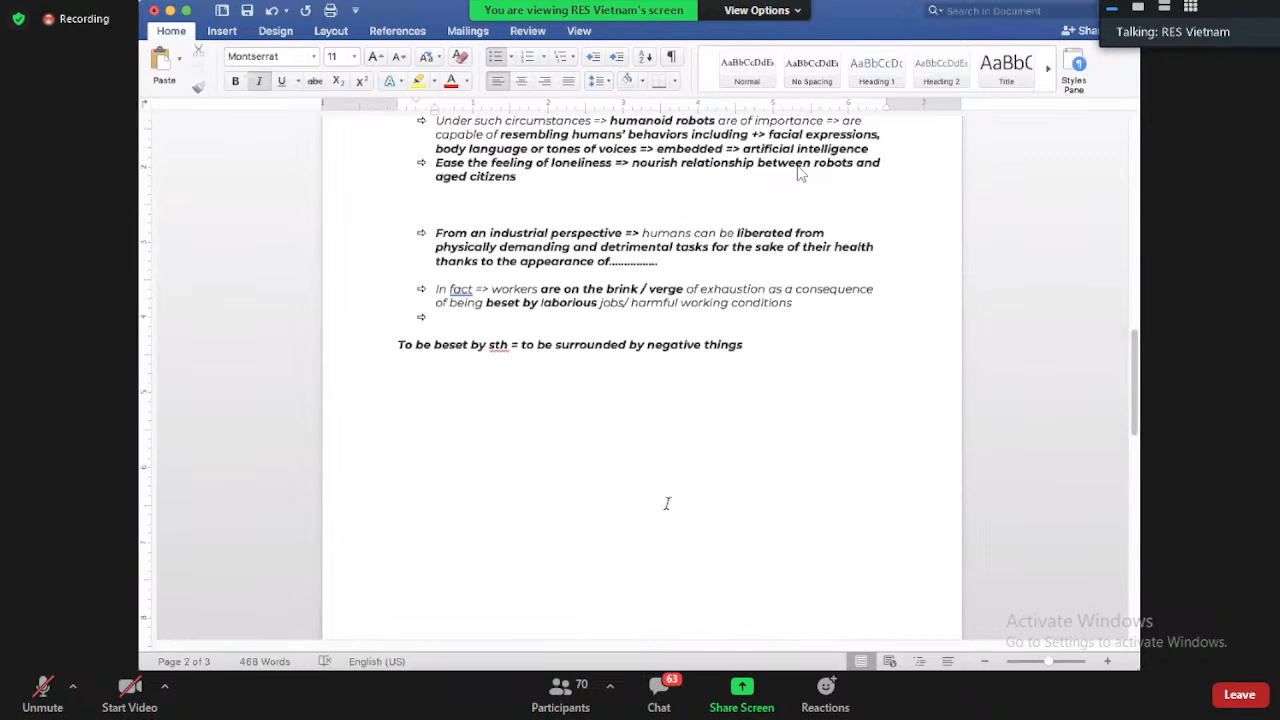 Recording
You are viewing RES Vietnam's screen
View Options
Search in Document
Talking: RES Vietnam
Home Insert Design Layout References Mailings Review View Sha
Paste
Montserrat 11
AaBbCcDdEe AaBbCcDdEe AaBbCcDc AaBbCcDdEe AaBbC
Normal No Spacing Heading 1 Heading 2 Title
Styles
Pane
Under such circumstances => humanoid robots are of importance => are
capable of resembling humans' behaviors including +> facial expressions,
body language or tones of voices => embedded => artificial intelligence
Ease the feeling of loneliness => nourish relationship between robots and
aged citizens
From an industrial perspective => humans can be liberated from
physically demanding and detrimental tasks for the sake of their health
thanks to the appearance of...............
In fact => workers are on the brink / verge of exhaustion as a consequence
of being beset by laborious jobs/ harmful working conditions
To be beset by sth = to be surrounded by negative things
Activate Windows
Go to Settings to activate Windows.
Page 2 of 3 468 Words English (US)
Unmute
Start Video
70
Participants
63
Chat
Share Screen
Reactions
Leave